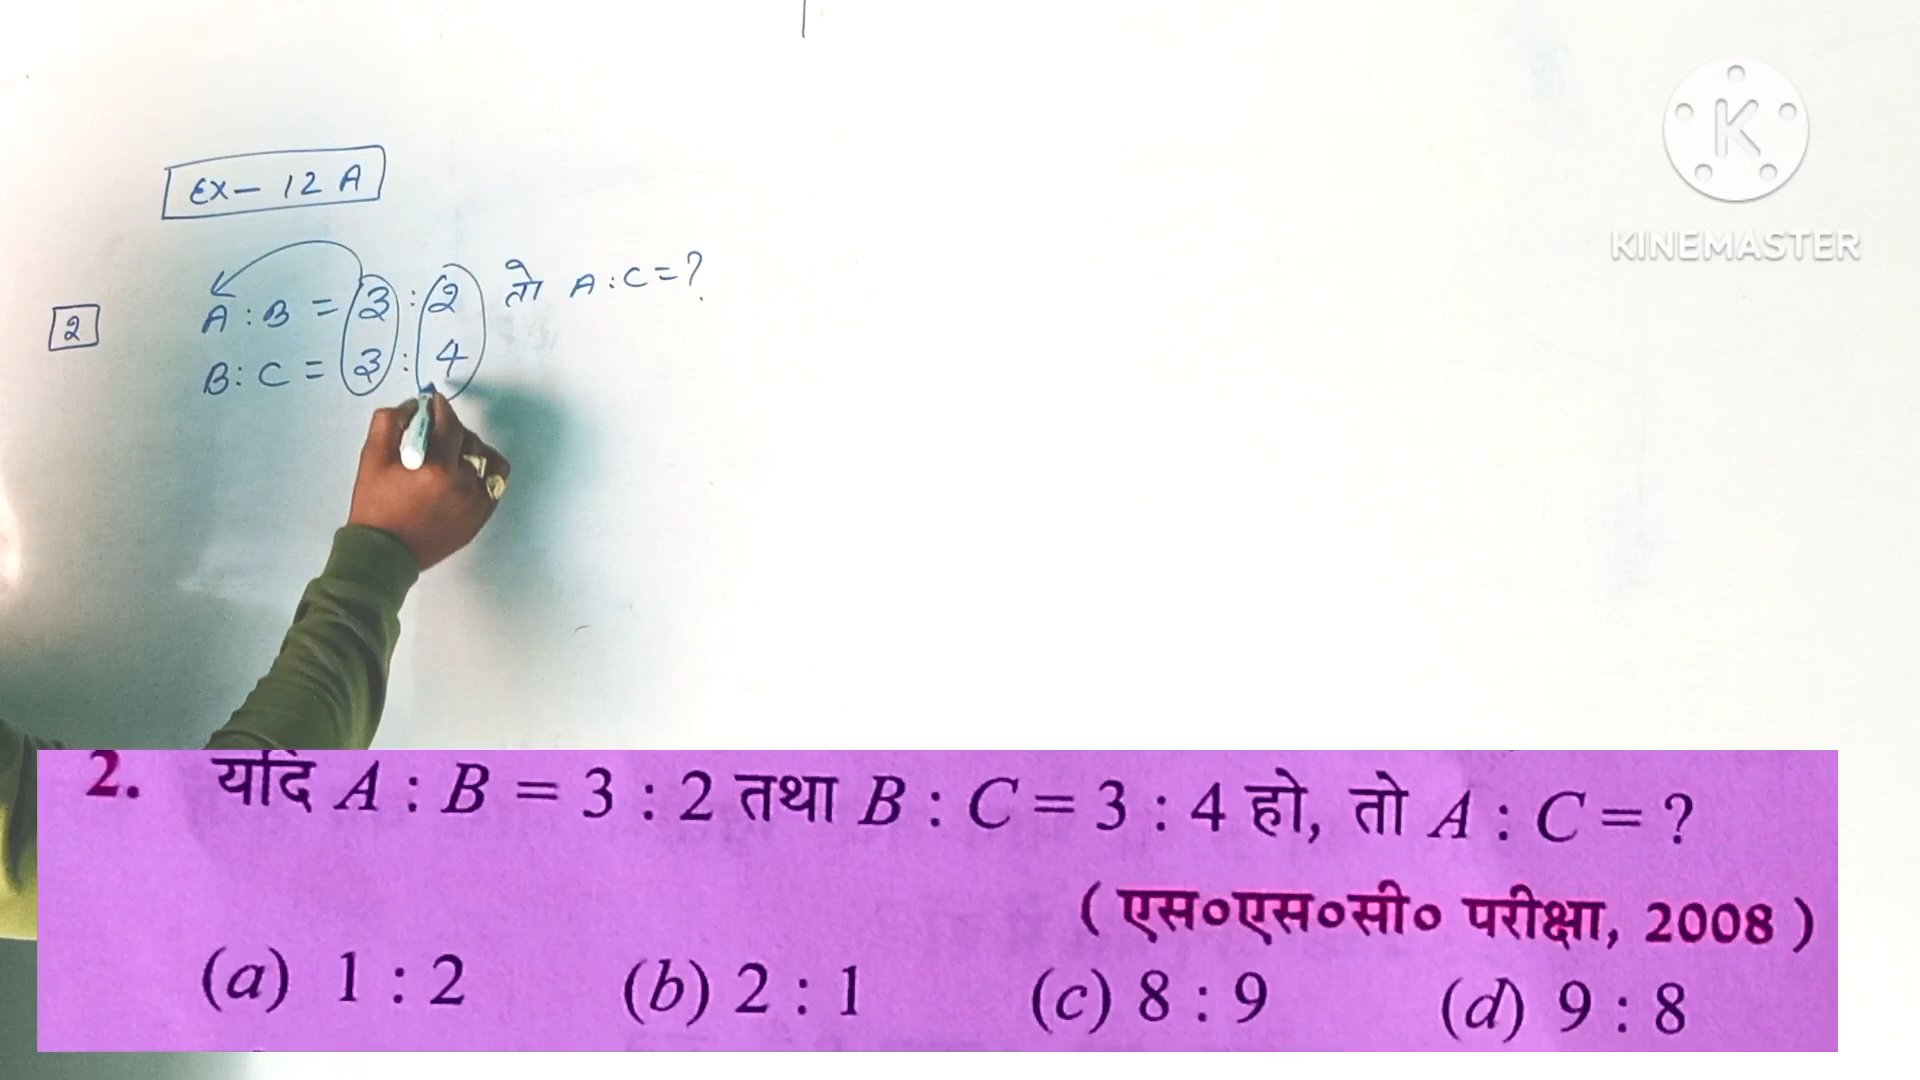 EX - 12 A
2
A : B = 3 : 2 तो A : C = ?
B : C = 3 : 4
K
KINEMASTER
2. यदि A : B = 3 : 2 तथा B : C = 3 : 4 हो, तो A : C = ?
( एस०एस०सी० परीक्षा, 2008 )
(a) 1 : 2 (b) 2 : 1 (c) 8 : 9 (d) 9 : 8